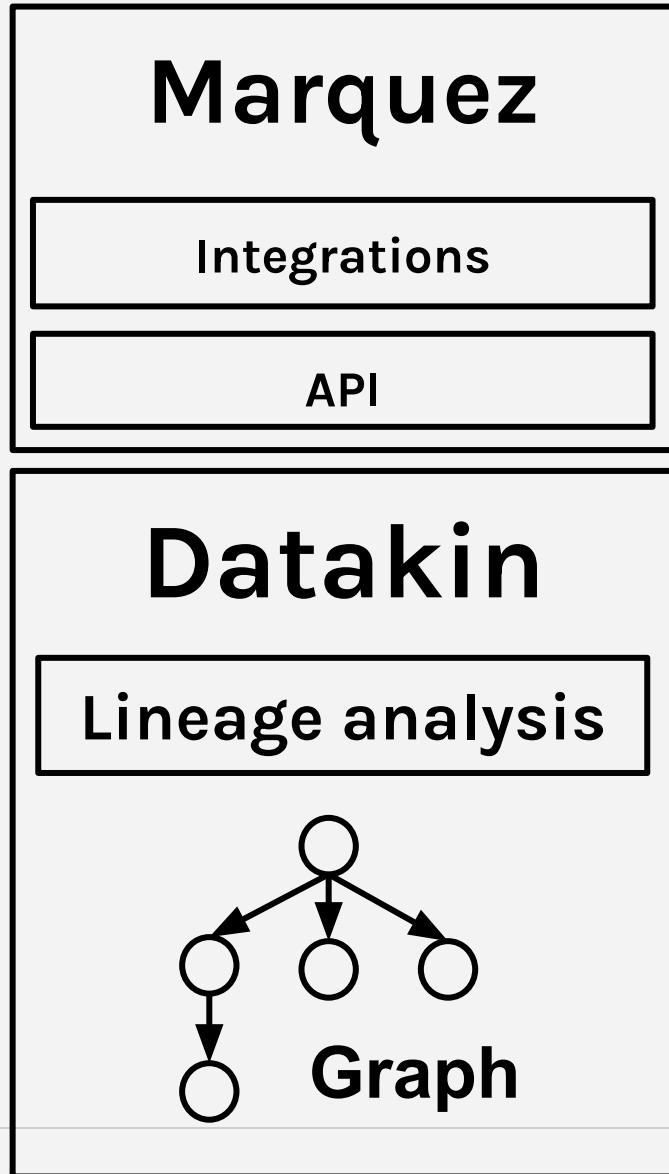 Marquez
Integrations
API
Datakin
Lineage analysis
Graph